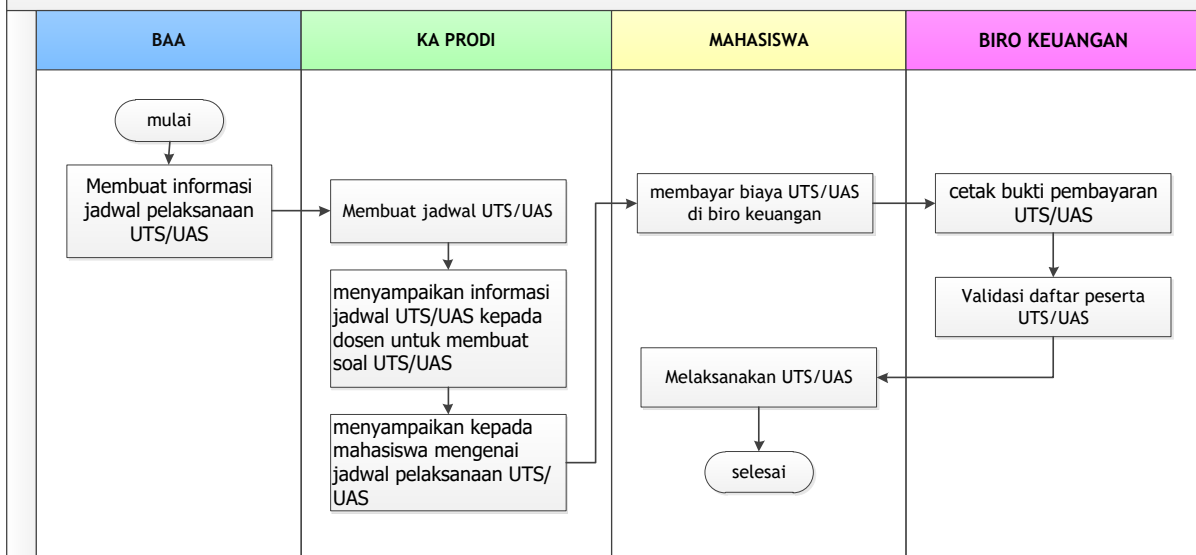 BAA
KA PRODI
MAHASISWA
BIRO KEUANGAN
mulai
Membuat informasi
jadwal pelaksanaan
UTS/UAS
Membuat jadwal UTS/UAS
menyampaikan informasi
jadwal UTS/UAS kepada
dosen untuk membuat
soal UTS/UAS
menyampaikan kepada
mahasiswa mengenai
jadwal pelaksanaan UTS/
UAS
membayar biaya UTS/UAS
di biro keuangan
cetak bukti pembayaran
UTS/UAS
Validasi daftar peserta
UTS/UAS
Melaksanakan UTS/UAS
selesai